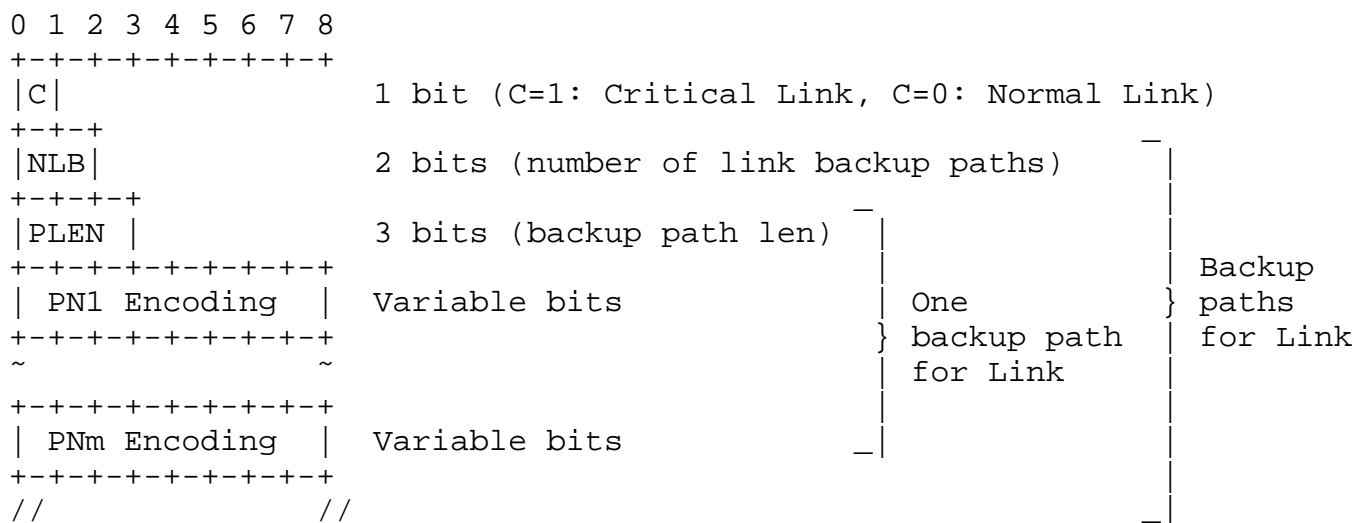 0 1 2 3 4 5 6 7 8
+-+-+-+-+-+-+-+-+
|C|                1 bit (C=1: Critical Link, C=0: Normal Link)
+-+-+                                                      _
|NLB|              2 bits (number of link backup paths)     |
+-+-+-+                                      _              |
|PLEN |            3 bits (backup path len)   |             |
+-+-+-+-+-+-+-+-+                             |             | Backup
| PN1 Encoding  |  Variable bits              | One         } paths
+-+-+-+-+-+-+-+-+                             } backup path | for Link
~               ~                             | for Link    |
+-+-+-+-+-+-+-+-+                             |             |
| PNm Encoding  |  Variable bits             _|             |
+-+-+-+-+-+-+-+-+                                           |
//              //                                         _|